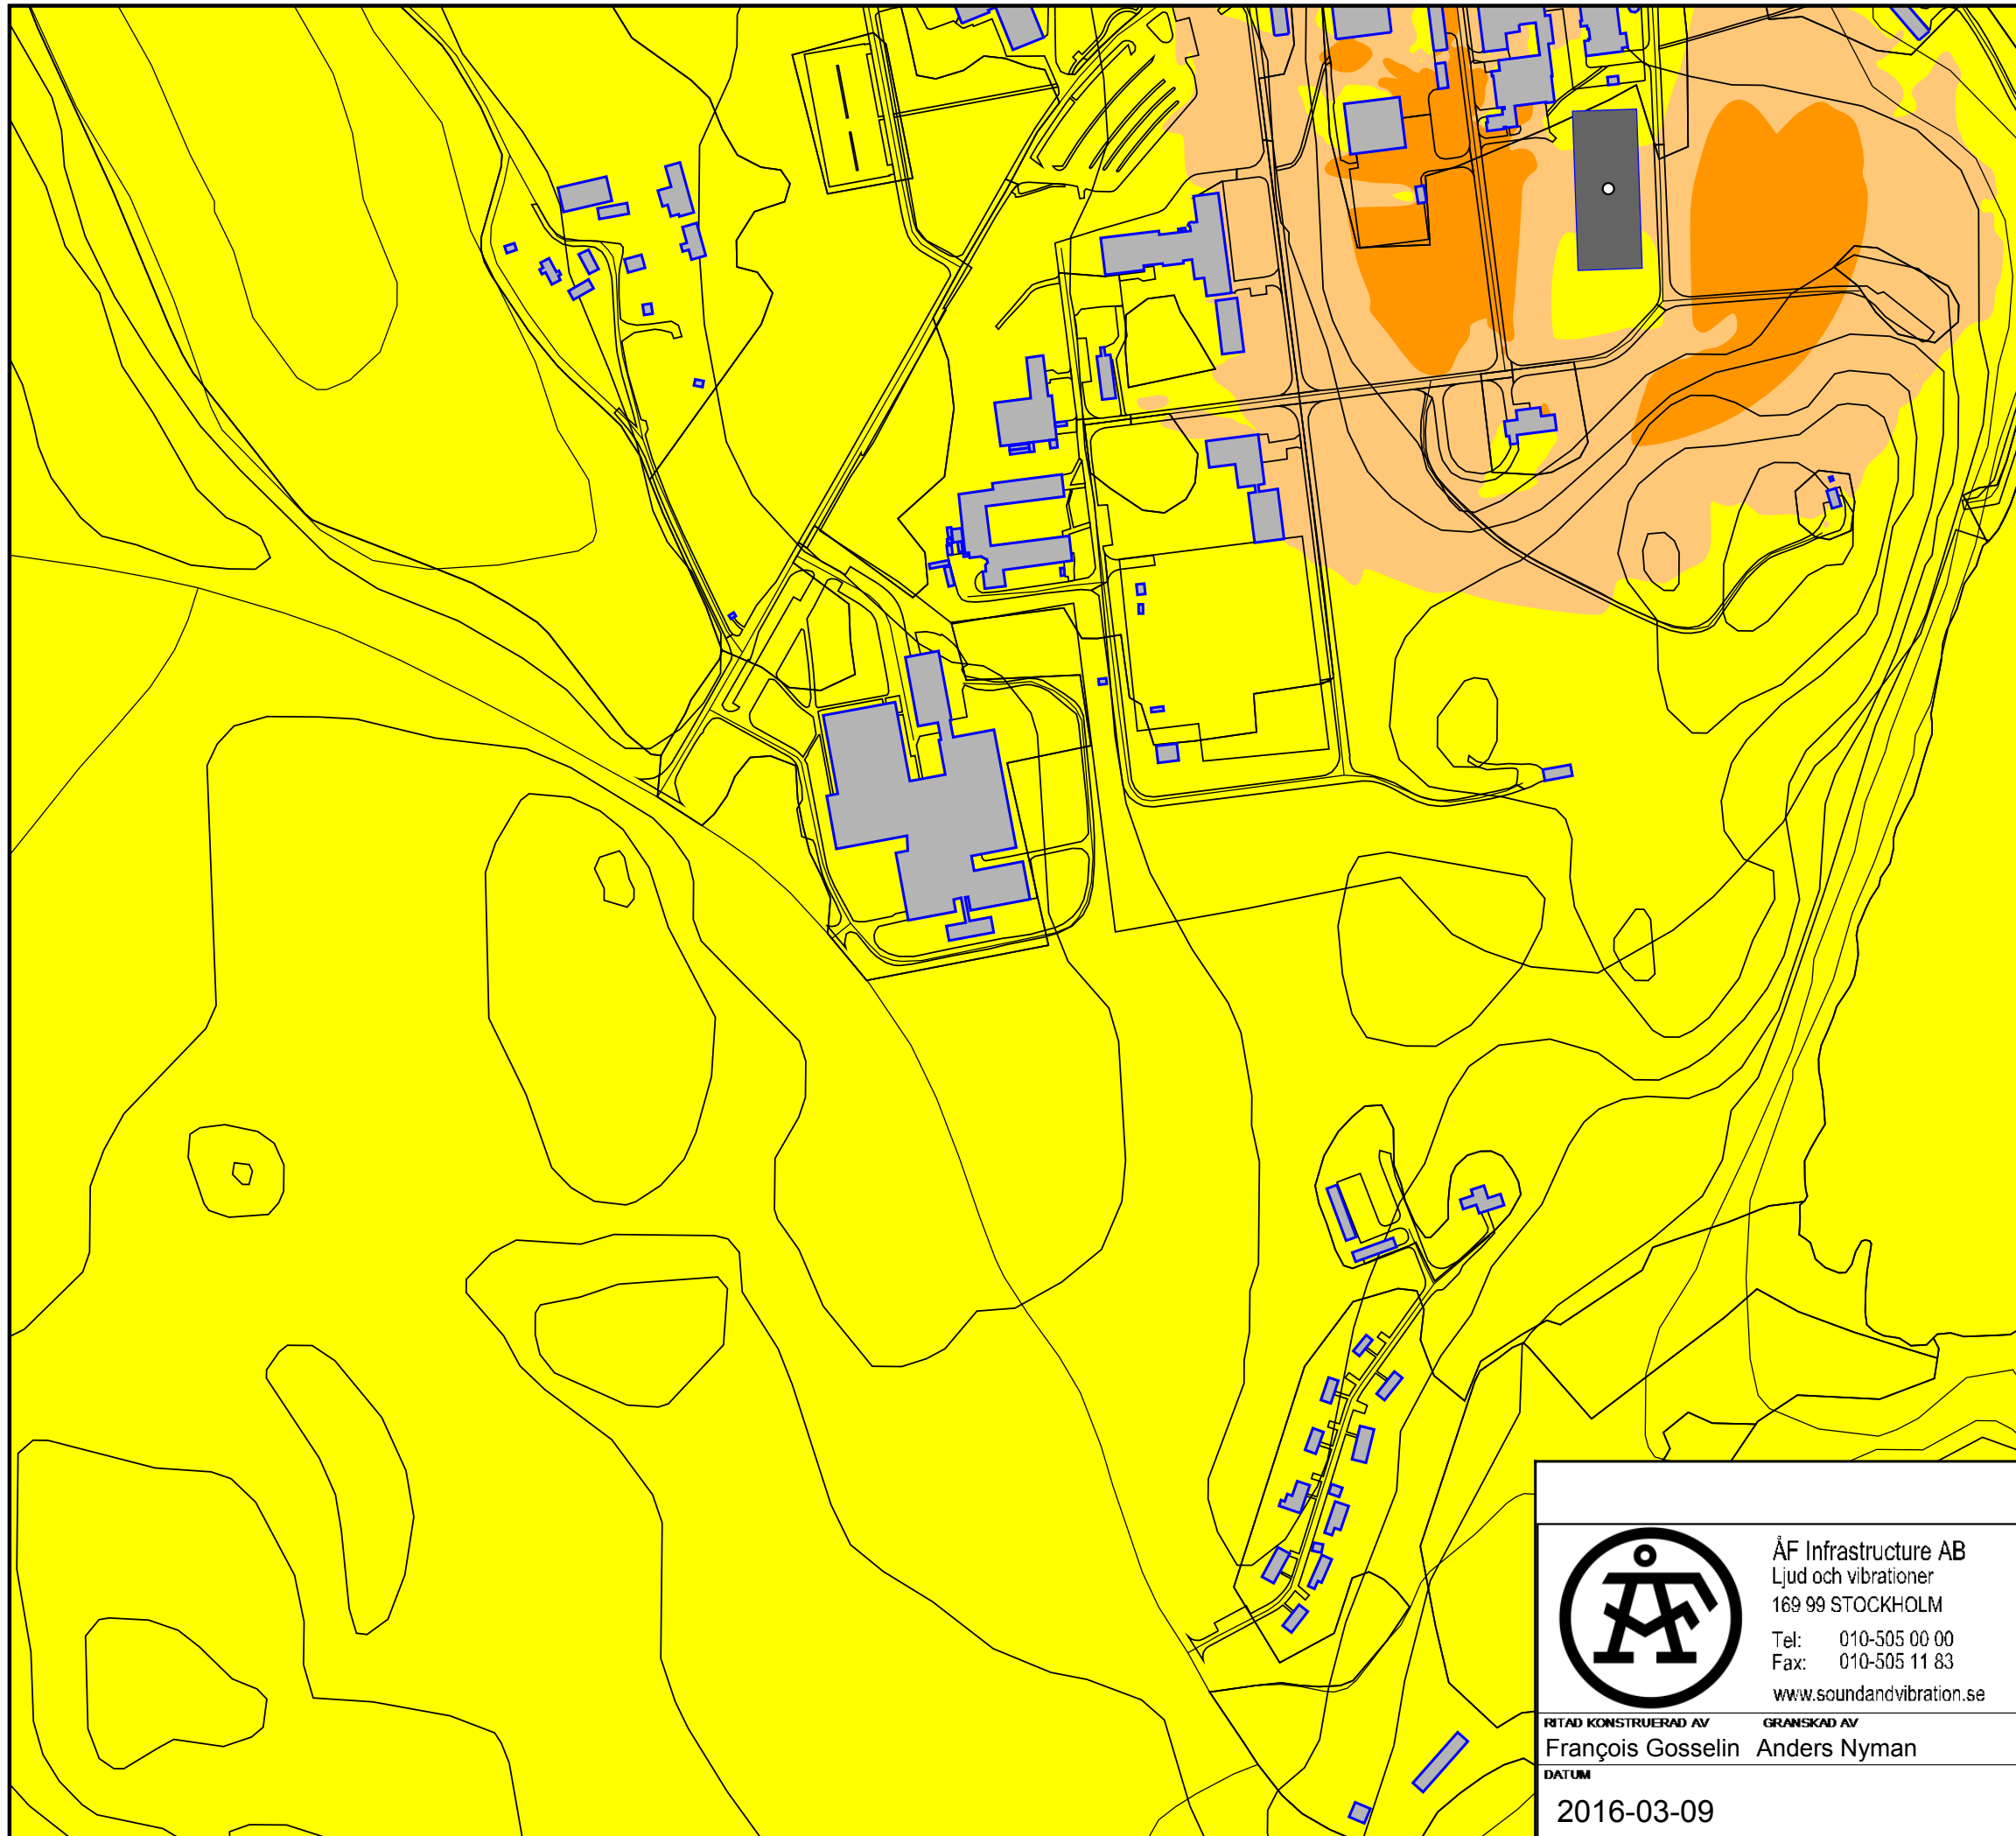 ÅF Infrastructure AB
Ljud och vibrationer
169 99 STOCKHOLM
Tel: 010-505 00 00
Fax: 010-505 11 83
www.soundandvibration.se
RITAD KONSTRUERAD AV GRANSKAD AV
François Gosselin Anders Nyman
DATUM
2016-03-09